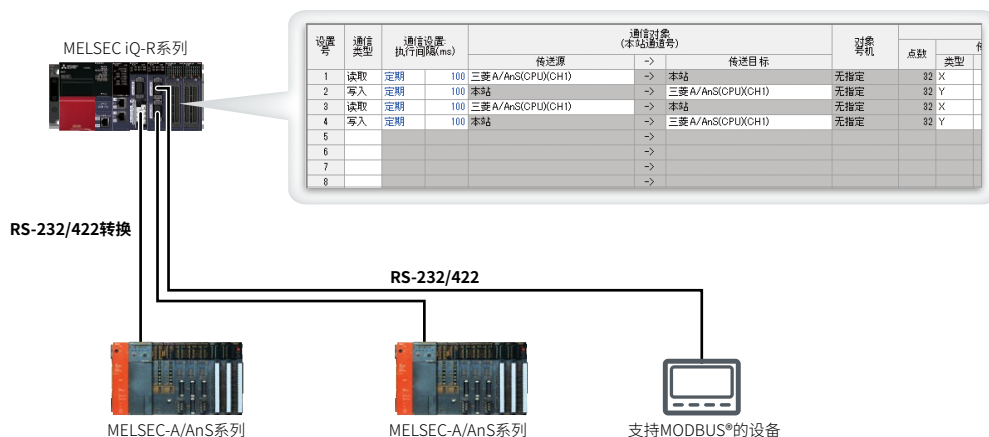 MELSEC iQ-R系列
设置号 通信类型 通信设置:执行间隔(ms) 通信对象(本站通道号) 对象号机 点数 类型
传送源 -> 传送目标
1 读取 定期 100 三菱A/AnS(CPU)(CH1) -> 本站 无指定 32 X
2 写入 定期 100 本站 -> 三菱A/AnS(CPU)(CH1) 无指定 32 Y
3 读取 定期 100 三菱A/AnS(CPU)(CH1) -> 本站 无指定 32 X
4 写入 定期 100 本站 -> 三菱A/AnS(CPU)(CH1) 无指定 32 Y
5 ->
6 ->
7 ->
8 ->
RS-232/422转换
RS-232/422
MELSEC-A/AnS系列
MELSEC-A/AnS系列
支持MODBUS®的设备